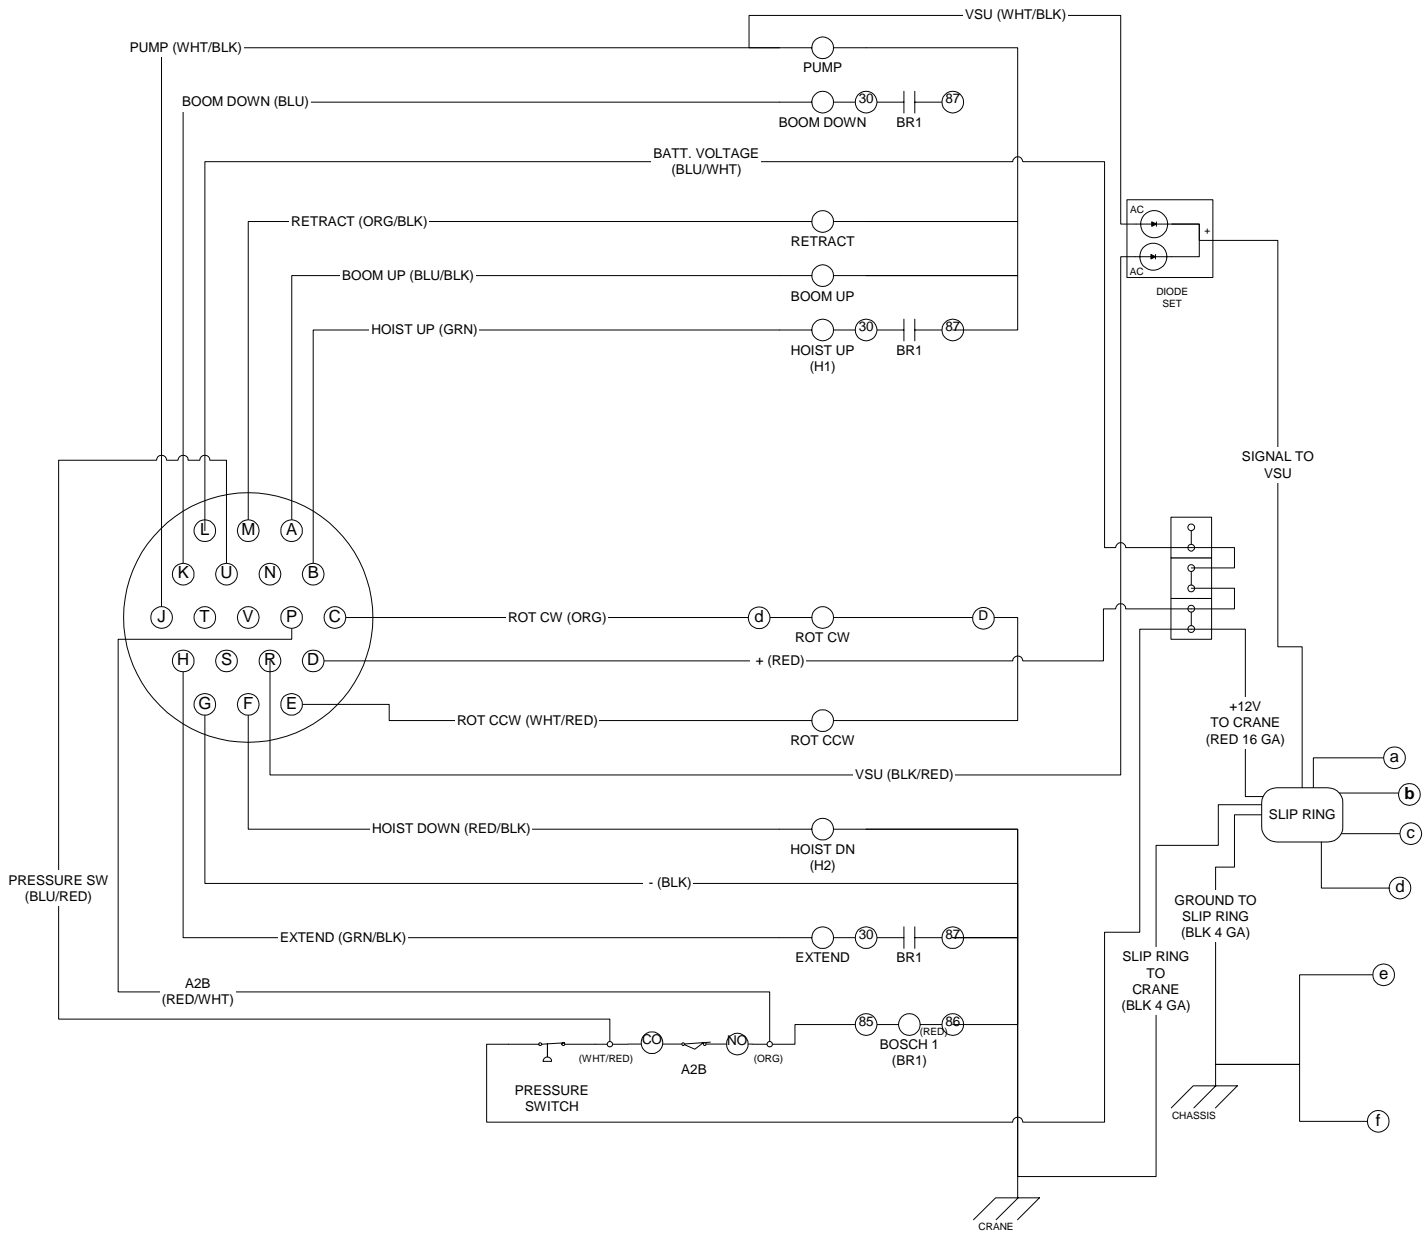 VSU (WHT/BLK)
PUMP (WHT/BLK)
PUMP
BOOM DOWN (BLU)
30
87
BOOM DOWN
BR1
BATT. VOLTAGE
(BLU/WHT)
AC
+
AC
DIODE
SET
RETRACT (ORG/BLK)
RETRACT
BOOM UP (BLU/BLK)
BOOM UP
HOIST UP (GRN)
30
87
HOIST UP
(H1)
BR1
SIGNAL TO
VSU
L
M
A
K
U
N
B
J
T
V
P
C
ROT CW (ORG)
d
D
ROT CW
H
S
R
D
+ (RED)
G
F
E
ROT CCW (WHT/RED)
ROT CCW
+12V
TO CRANE
(RED 16 GA)
VSU (BLK/RED)
SLIP RING
a
b
c
d
HOIST DOWN (RED/BLK)
HOIST DN
(H2)
PRESSURE SW
(BLU/RED)
- (BLK)
GROUND TO
SLIP RING
(BLK 4 GA)
EXTEND (GRN/BLK)
30
87
EXTEND
BR1
SLIP RING
TO
CRANE
(BLK 4 GA)
e
A2B
(RED/WHT)
85
86
(RED)
BOSCH 1
(BR1)
CO
NO
(WHT/RED)
(ORG)
A2B
PRESSURE
SWITCH
CHASSIS
f
CRANE